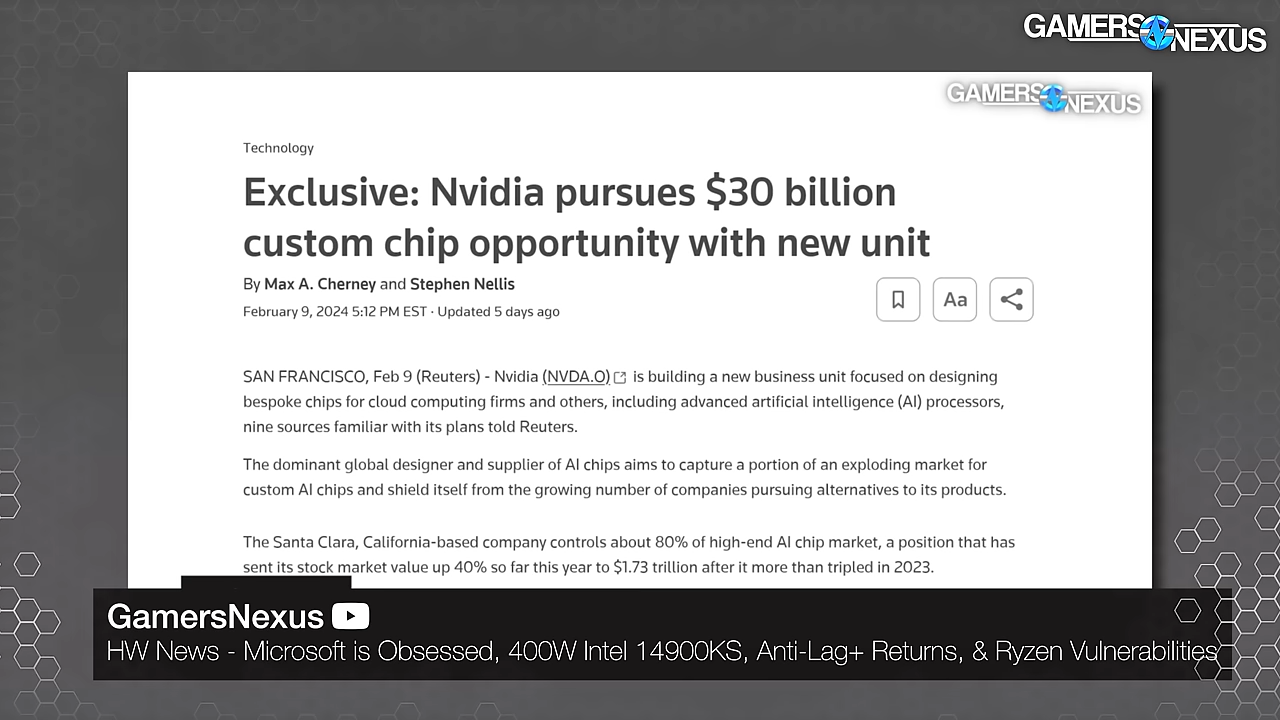 GAMERS NEXUS
GAMERS NEXUS
Technology
Exclusive: Nvidia pursues $30 billion
custom chip opportunity with new unit
By Max A. Cherney and Stephen Nellis
February 9, 2024 5:12 PM EST · Updated 5 days ago
Aa
SAN FRANCISCO, Feb 9 (Reuters) - Nvidia (NVDA.O) is building a new business unit focused on designing
bespoke chips for cloud computing firms and others, including advanced artificial intelligence (AI) processors,
nine sources familiar with its plans told Reuters.
The dominant global designer and supplier of AI chips aims to capture a portion of an exploding market for
custom AI chips and shield itself from the growing number of companies pursuing alternatives to its products.
The Santa Clara, California-based company controls about 80% of high-end AI chip market, a position that has
sent its stock market value up 40% so far this year to $1.73 trillion after it more than tripled in 2023.
GamersNexus
HW News - Microsoft is Obsessed, 400W Intel 14900KS, Anti-Lag+ Returns, & Ryzen Vulnerabilities